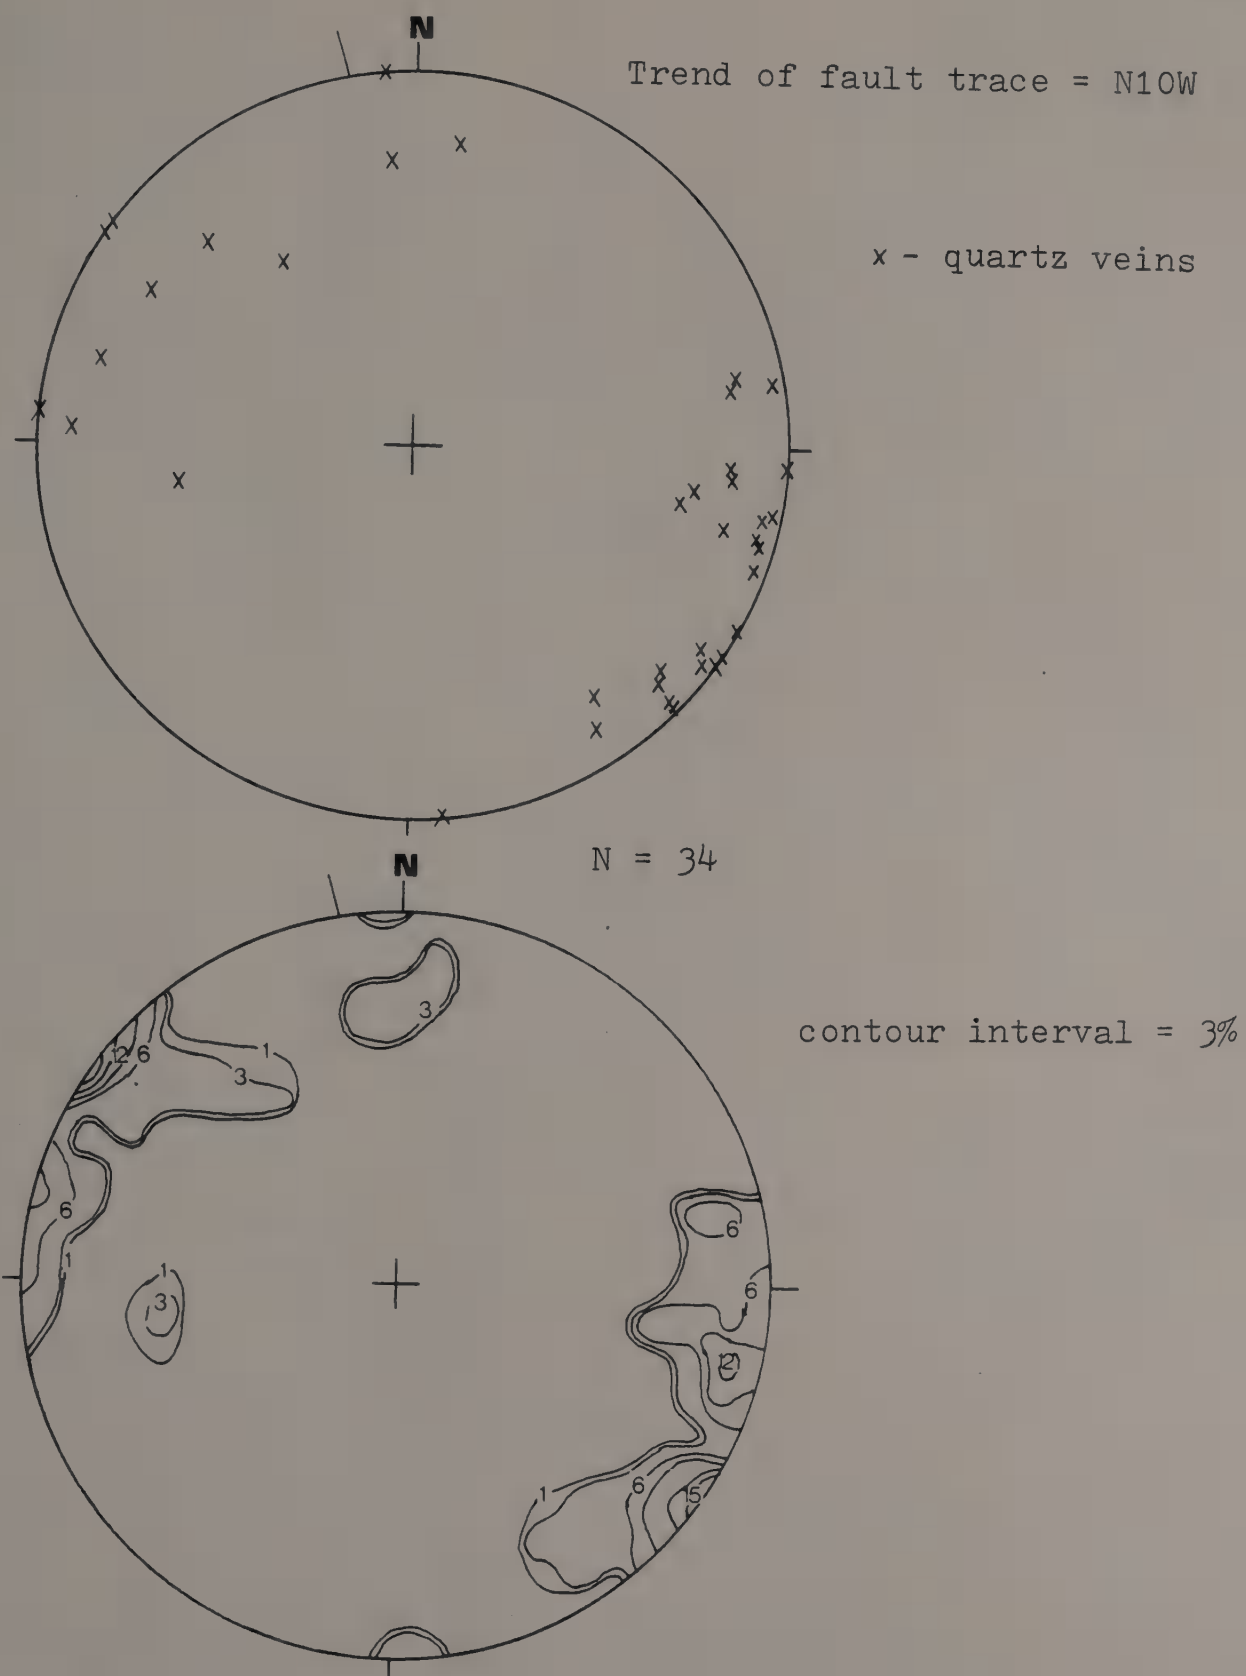 N
Trend of fault trace = N10W
x - quartz veins
N = 34
N
contour interval = 3%
3
1
12 6
3
6
1
1
3
6
6
12
1
6
15